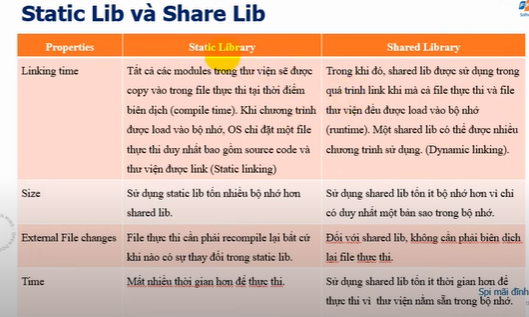 Static Lib và Share Lib
Properties
Static Library
Shared Library
Linking time
Tất cả các modules trong thư viện sẽ được
copy vào trong file thực thi tại thời điểm
biên dịch (compile time). Khi chương trình
được load vào bộ nhớ, OS chỉ đặt một file
thực thi duy nhất bao gồm source code và
thư viện được link (Static linking)
Trong khi đó, shared lib được sử dụng trong
quá trình link khi mà cả file thực thi và file
thư viện đều được load vào bộ nhớ
(runtime). Một shared lib có thể được nhiều
chương trình sử dụng. (Dynamic linking).
Size
Sử dụng static lib tốn nhiều bộ nhớ hơn
shared lib.
Sử dụng shared lib tốn ít bộ nhớ hơn vì chỉ
có duy nhất một bản sao trong bộ nhớ.
External File changes
File thực thi cần phải recompile lại bất cứ
khi nào có sự thay đổi trong static lib.
Đối với shared lib, không cần phải biên dịch
lại file thực thi.
Time
Mất nhiều thời gian hơn để thực thi.
Sử dụng shared lib tốn ít thời gian hơn để
thực thi vì thư viện nằm sẵn trong bộ nhớ.
Spi mãi đỉnh